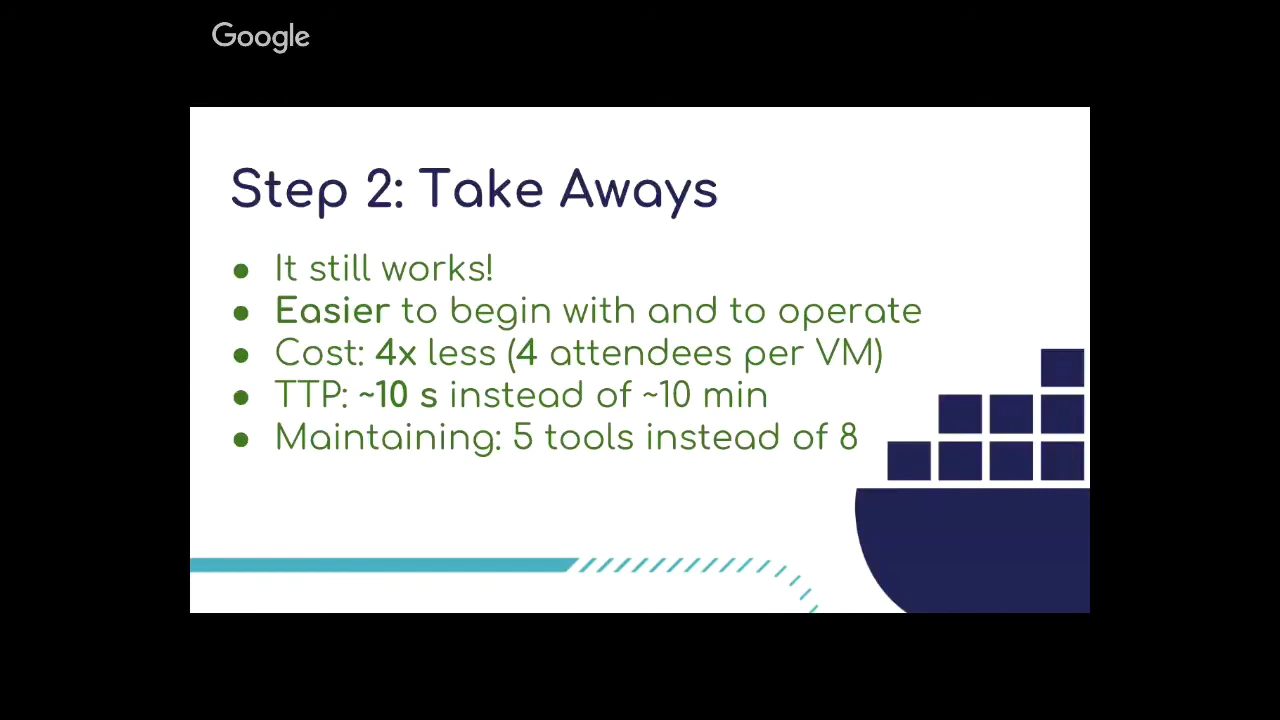 Google
Step 2: Take Aways
● It still works!
● Easier to begin with and to operate
● Cost: 4x less (4 attendees per VM)
● TTP: ~10 s instead of ~10 min
● Maintaining: 5 tools instead of 8